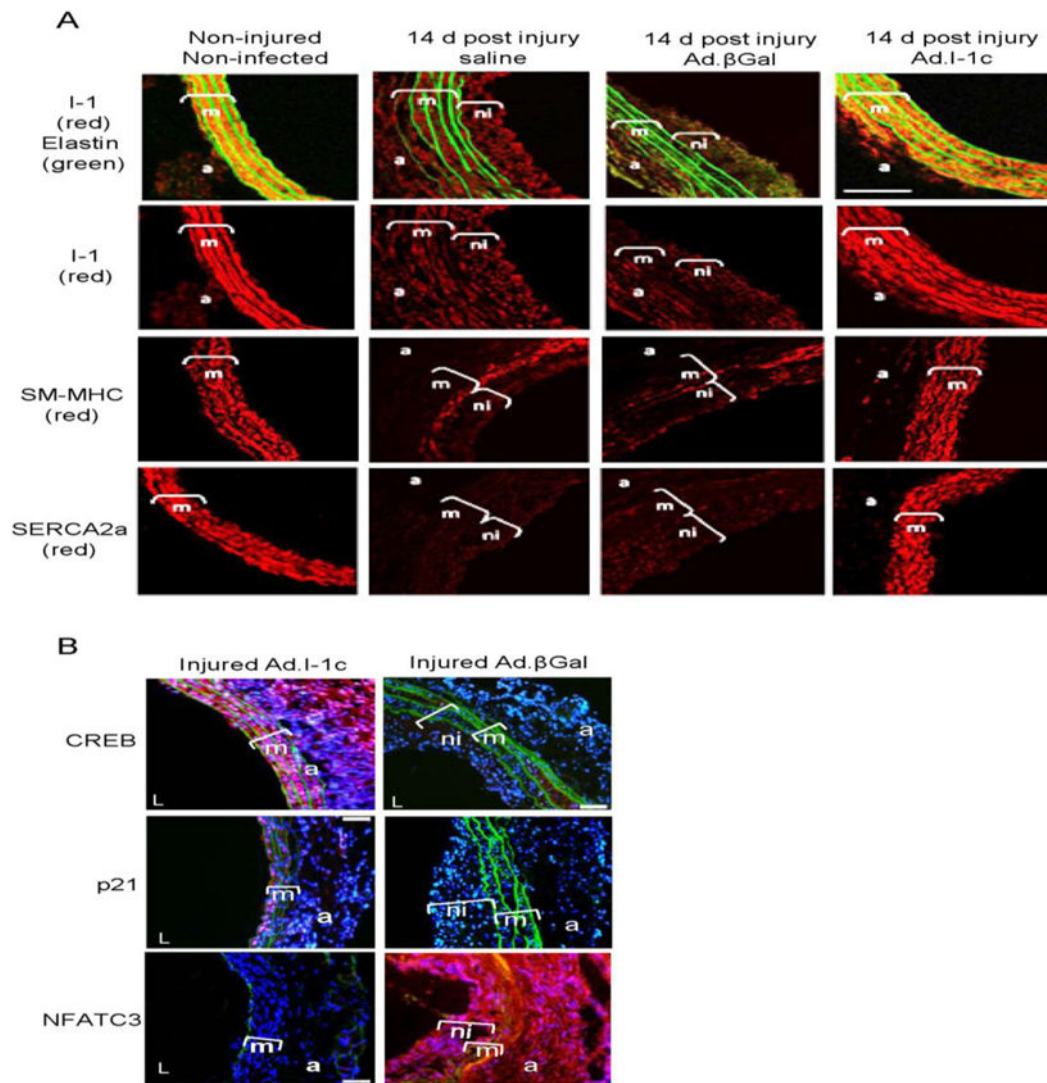 A
Non-injured
Non-infected
14 d post injury
saline
14 d post injury
Ad.βGal
14 d post injury
Ad.I-1c
I-1
(red)
Elastin
(green)
m
a
m
ni
a
m
ni
a
m
a
I-1
(red)
m
a
m
ni
a
m
ni
a
m
a
SM-MHC
(red)
m
a
m
ni
a
m
ni
a
m
SERCA2a
(red)
m
a
m
ni
a
m
ni
a
m
B
Injured Ad.I-1c
Injured Ad.βGal
CREB
m
a
L
ni
m
a
L
p21
m
a
L
ni
m
a
NFATC3
m
a
L
ni
m
a